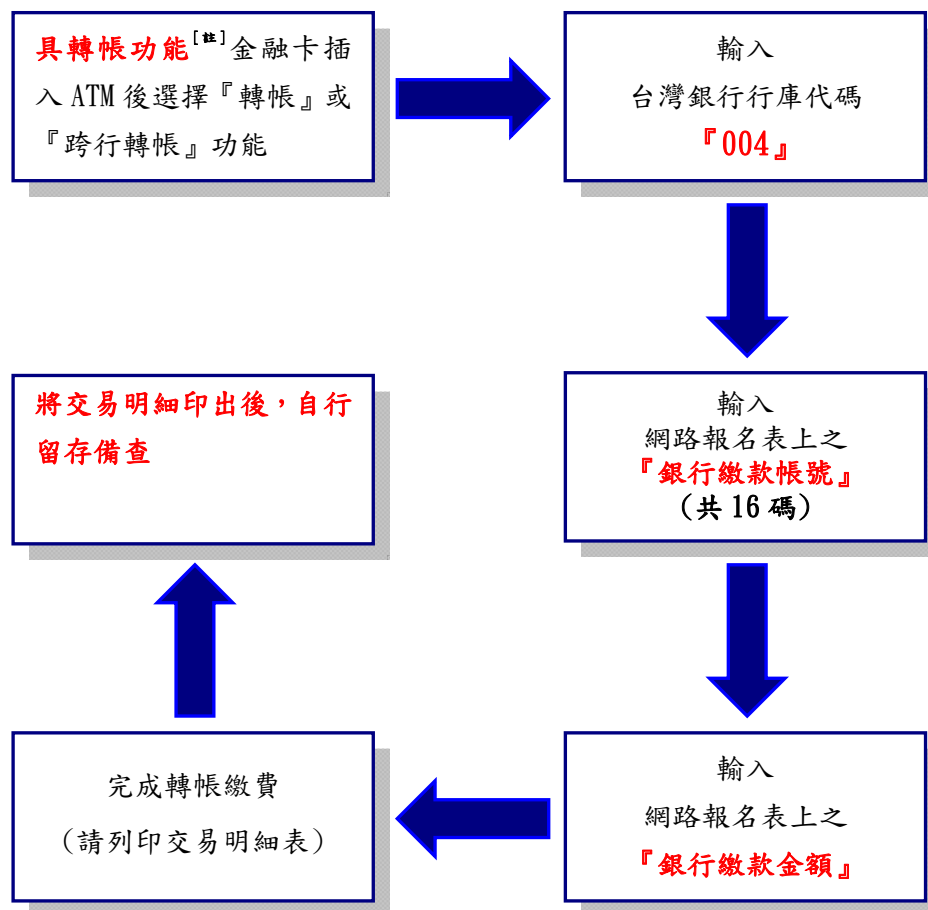 具轉帳功能[註]金融卡插
入 ATM 後選擇『轉帳』或
『跨行轉帳』功能
輸入
台灣銀行行庫代碼
『004』
輸入
網路報名表上之
『銀行繳款帳號』
(共 16 碼)
輸入
網路報名表上之
『銀行繳款金額』
完成轉帳繳費
(請列印交易明細表)
將交易明細印出後，自行
留存備查